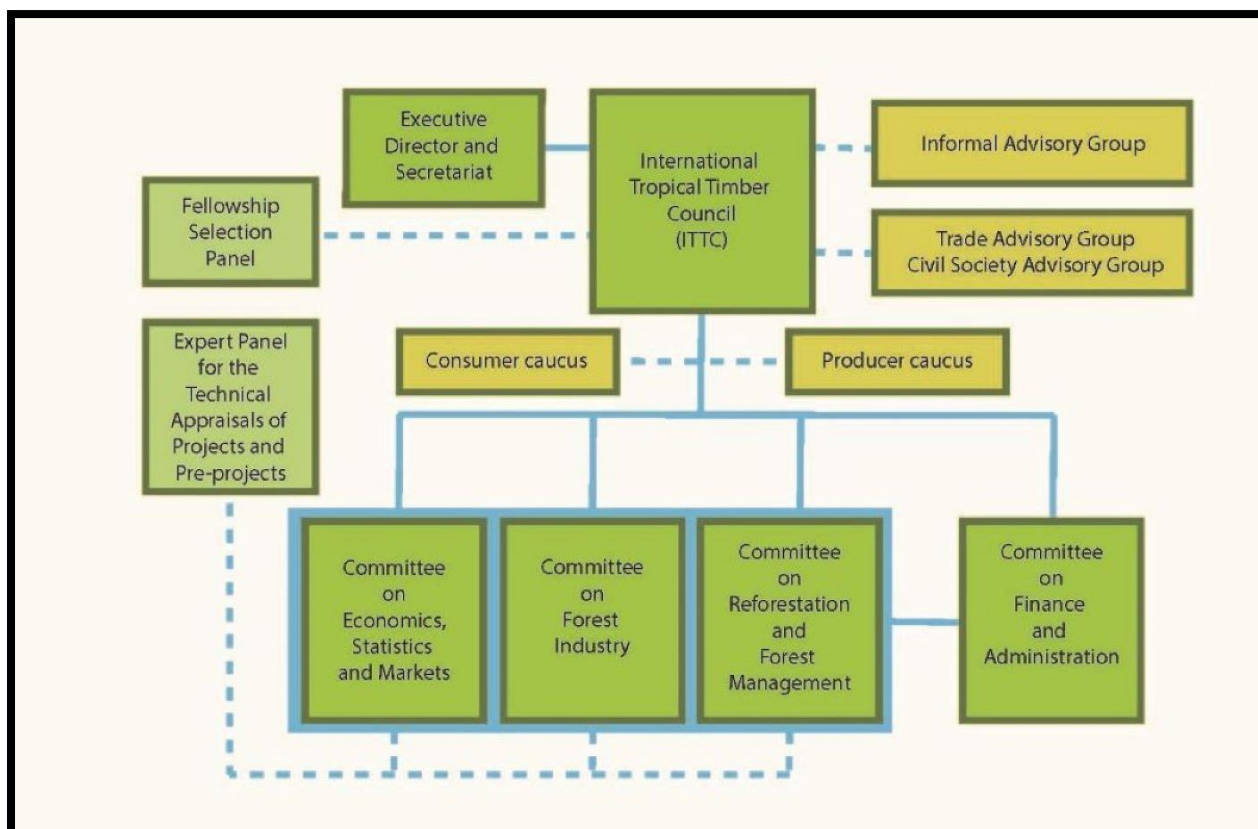 Executive
Director and
Secretariat
International
Tropical Timber
Council
(ITTC)
Informal Advisory Group
Fellowship
Selection
Panel
Trade Advisory Group
Civil Society Advisory Group
Expert Panel
for the
Technical
Appraisals of
Projects and
Pre-projects
Consumer caucus
Producer caucus
Committee
on
Economics,
Statistics
and Markets
Committee
on
Forest
Industry
Committee
on
Reforestation
and
Forest
Management
Committee
on
Finance
and
Administration